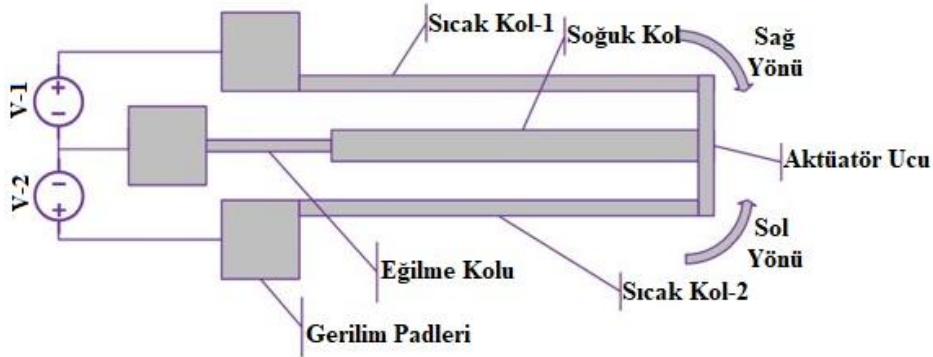 Sıcak Kol-1
Soğuk Kol
Sağ
Yönü
V-1
+
−
Aktüatör Ucu
V-2
−
+
Sol
Yönü
Eğilme Kolu
Sıcak Kol-2
Gerilim Padleri